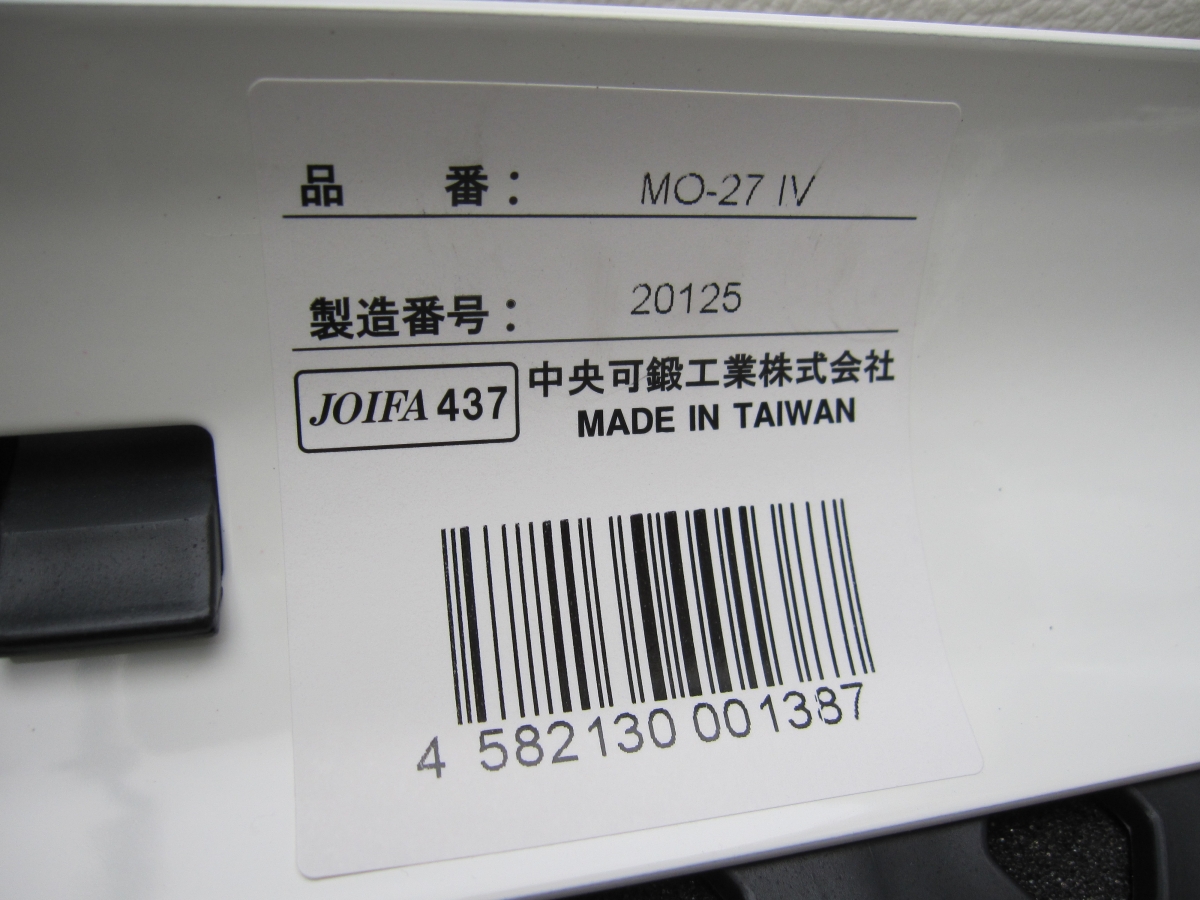 品 番： MO-27 IV
製造番号： 20125
JOIFA 437 中央可鍛工業株式会社
MADE IN TAIWAN
4 582130 001387